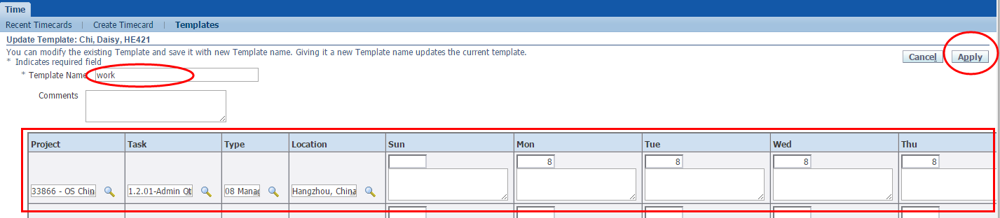 Time
Recent Timecards | Create Timecard | Templates
Update Template: Chi, Daisy, HE421
You can modify the existing Template and save it with new Template name. Giving it a new Template name updates the current template.
* Indicates required field
Cancel Apply
* Template Name work
Comments
Project Task Type Location Sun Mon Tue Wed Thu
8 8 8 8
33866 - OS Chin 1.2.01-Admin Ot 08 Manag Hangzhou, China